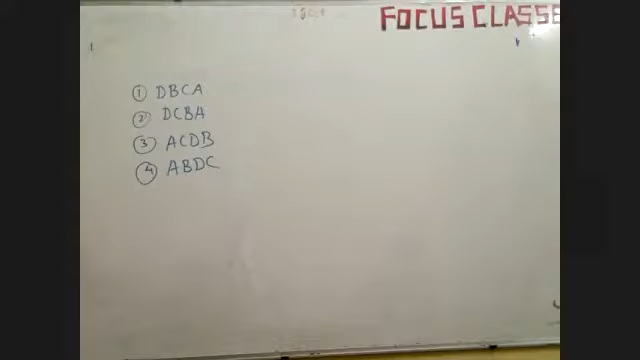 FOCUS CLASSE
① DBCA
② DCBA
③ ACDB
④ ABDC